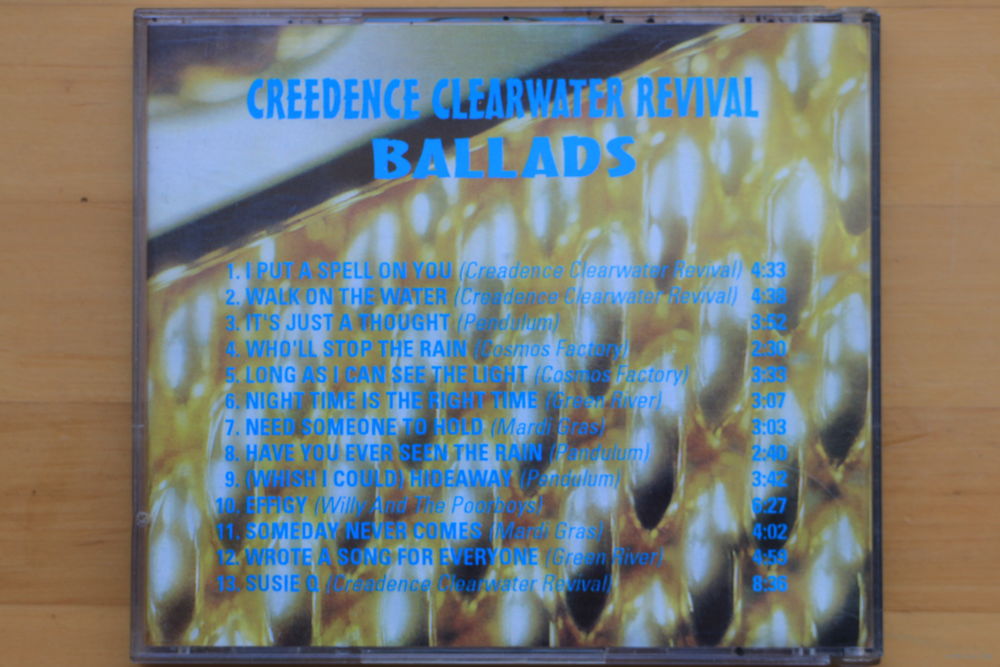 CREEDENCE CLEARWATER REVIVAL
BALLADS
1. I PUT A SPELL ON YOU (Creadence Clearwater Revival) 4:33
2. WALK ON THE WATER (Creadence Clearwater Revival) 4:38
3. IT'S JUST A THOUGHT (Pendulum) 3:52
4. WHO'LL STOP THE RAIN (Cosmos Factory) 2:30
5. LONG AS I CAN SEE THE LIGHT (Cosmos Factory) 3:33
6. NIGHT TIME IS THE RIGHT TIME (Green River) 3:07
7. NEED SOMEONE TO HOLD (Mardi Gras) 3:03
8. HAVE YOU EVER SEEN THE RAIN (Pandulum) 2:40
9. (WHISH I COULD) HIDEAWAY (Pendulum) 3:42
10. EFFIGY (Willy And The Poorboys) 6:27
11. SOMEDAY NEVER COMES (Mardi Gras) 4:02
12. WROTE A SONG FOR EVERYONE (Green River) 4:59
13. SUSIE Q (Creadence Clearwater Revival) 8:36